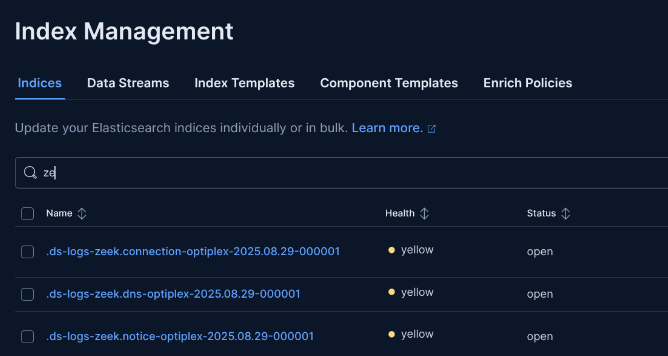 Index Management
Indices Data Streams Index Templates Component Templates Enrich Policies
Update your Elasticsearch indices individually or in bulk. Learn more.
ze
Name Health Status
.ds-logs-zeek.connection-optiplex-2025.08.29-000001 yellow open
.ds-logs-zeek.dns-optiplex-2025.08.29-000001 yellow open
.ds-logs-zeek.notice-optiplex-2025.08.29-000001 yellow open